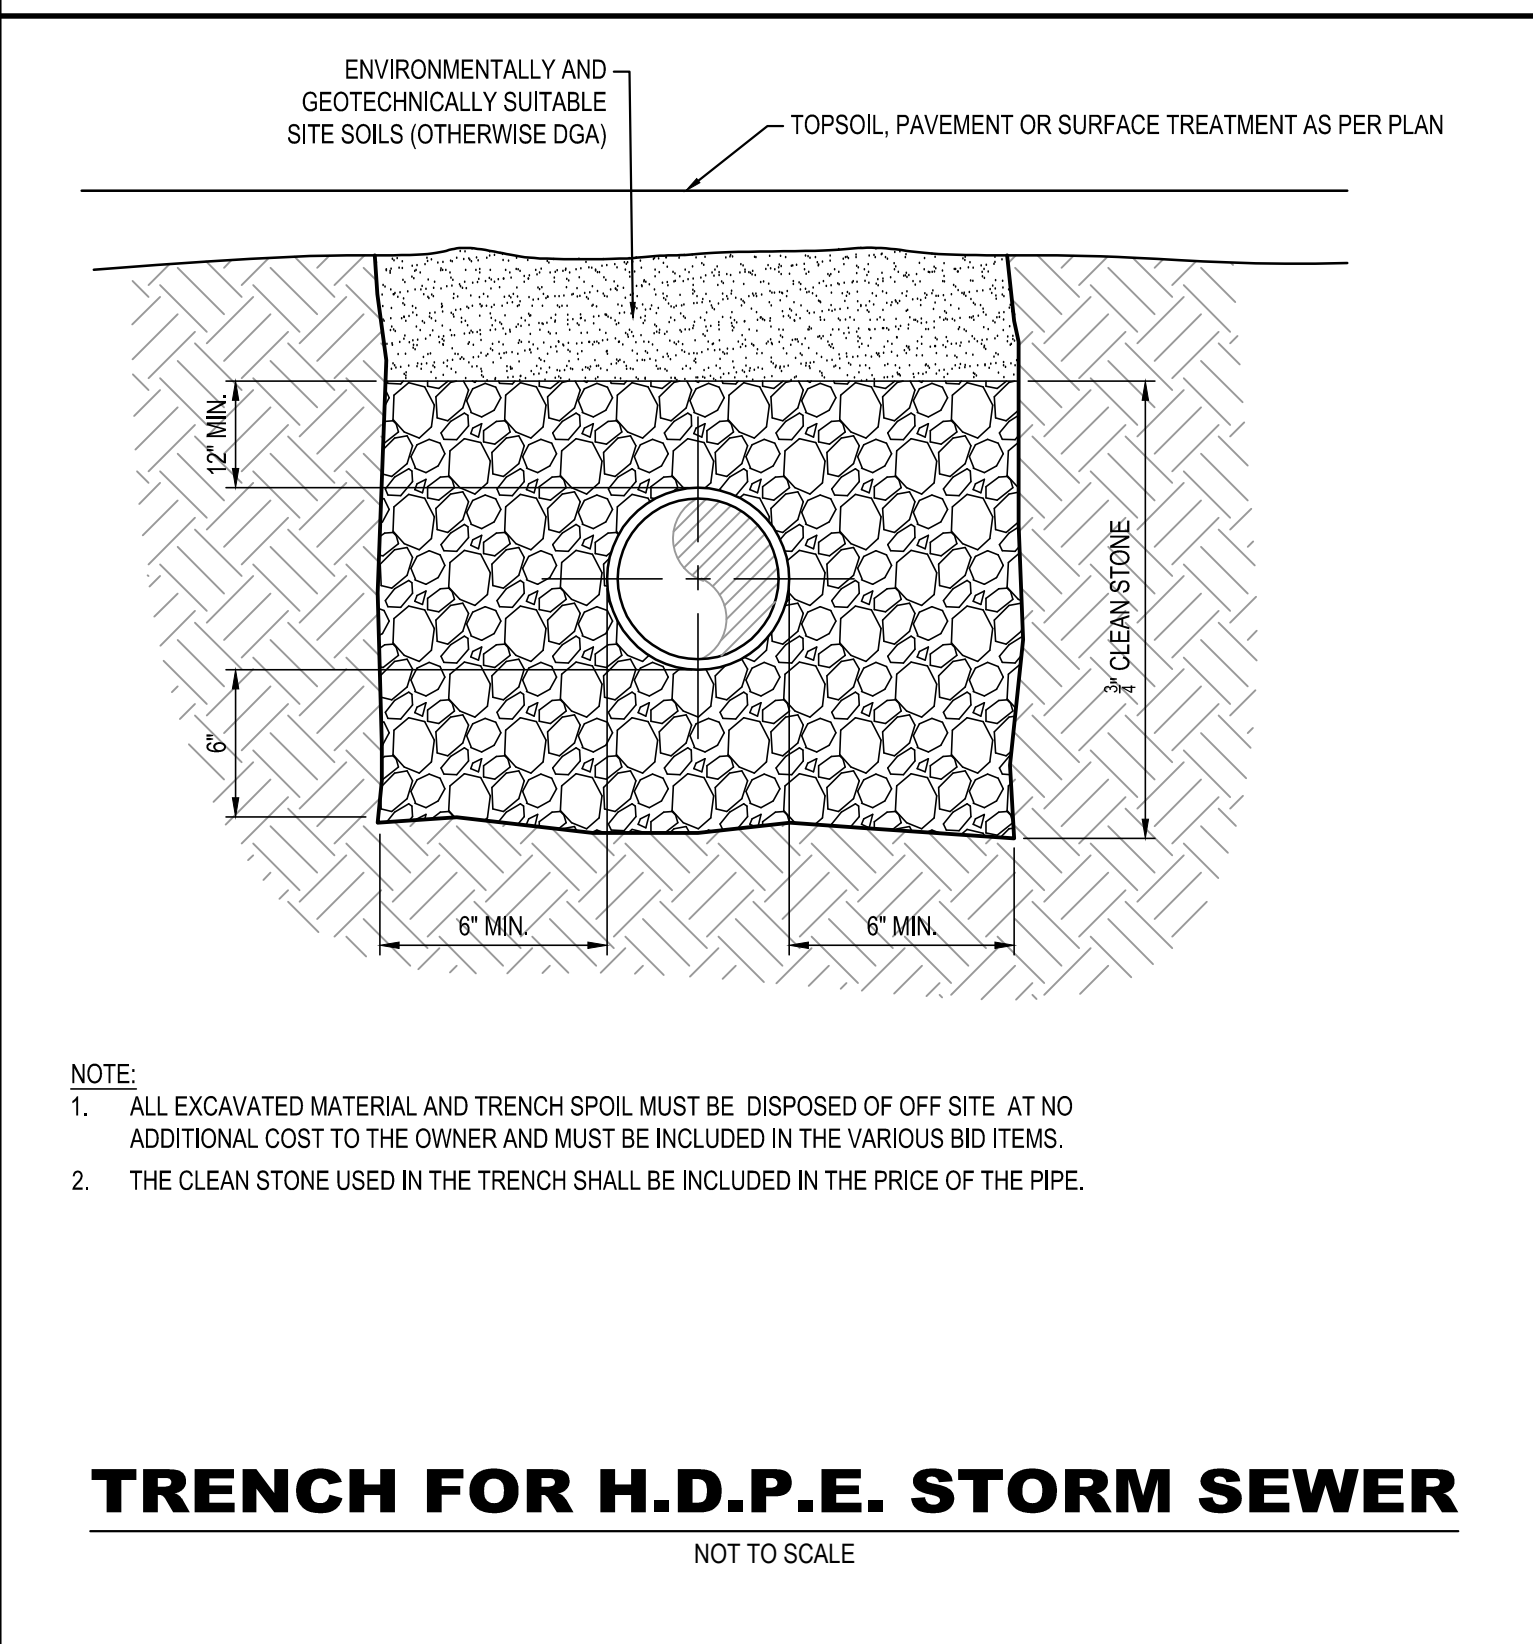 ENVIRONMENTALLY AND
GEOTECHNICALLY SUITABLE
SITE SOILS (OTHERWISE DGA)
TOPSOIL, PAVEMENT OR SURFACE TREATMENT AS PER PLAN
12" MIN.
6"
3/4" CLEAN STONE
6" MIN.
6" MIN.
NOTE:
1. ALL EXCAVATED MATERIAL AND TRENCH SPOIL MUST BE DISPOSED OF OFF SITE AT NO
ADDITIONAL COST TO THE OWNER AND MUST BE INCLUDED IN THE VARIOUS BID ITEMS.
2. THE CLEAN STONE USED IN THE TRENCH SHALL BE INCLUDED IN THE PRICE OF THE PIPE.
TRENCH FOR H.D.P.E. STORM SEWER
NOT TO SCALE